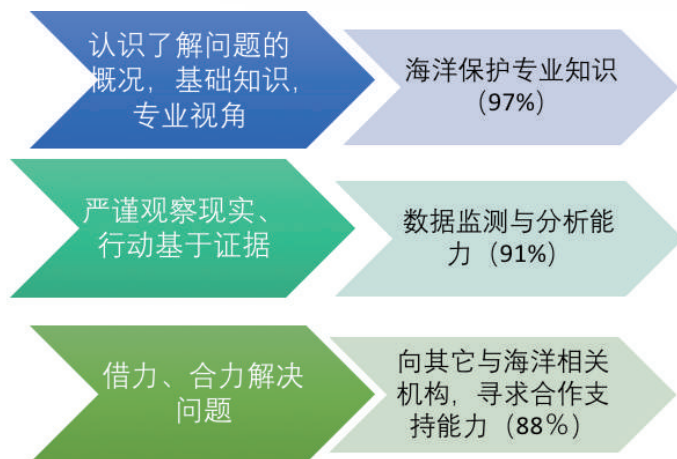 认识了解问题的
概况，基础知识，
专业视角
海洋保护专业知识
（97%）
严谨观察现实、
行动基于证据
数据监测与分析能
力（91%）
借力、合力解决
问题
向其它与海洋相关
机构，寻求合作支
持能力（88%）